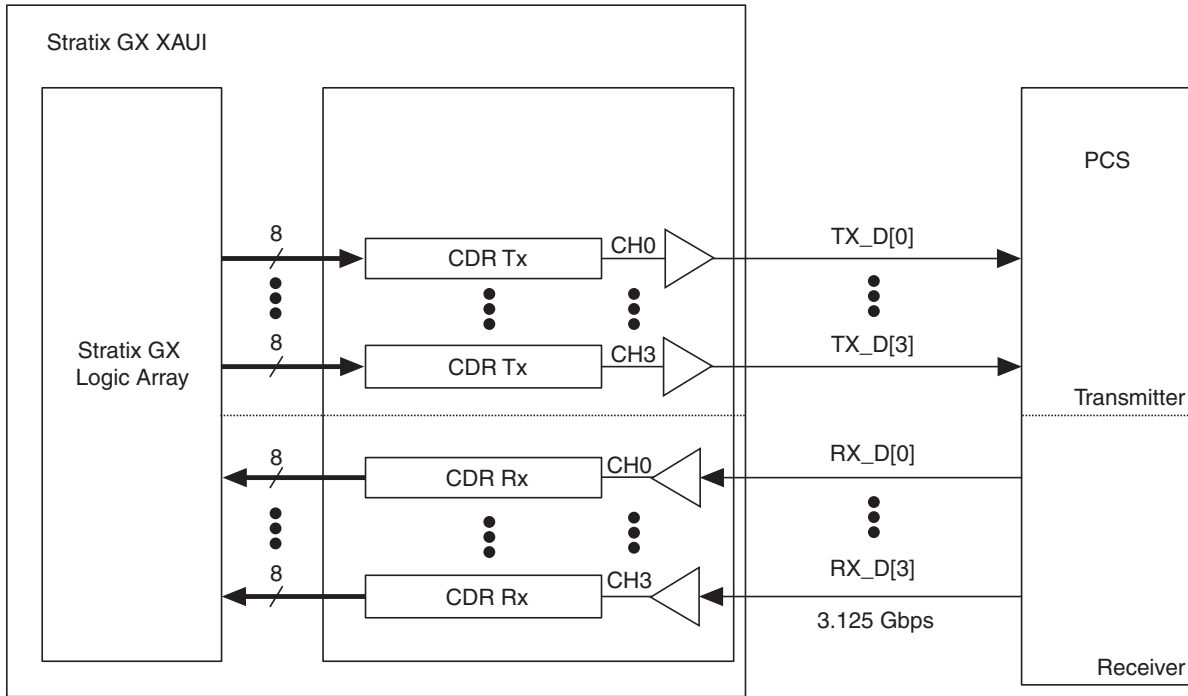 Stratix GX XAUI
PCS
8
CDR Tx
CH0
TX_D[0]
8
CDR Tx
CH3
TX_D[3]
Stratix GX
Logic Array
Transmitter
8
CDR Rx
CH0
RX_D[0]
8
CDR Rx
CH3
RX_D[3]
3.125 Gbps
Receiver